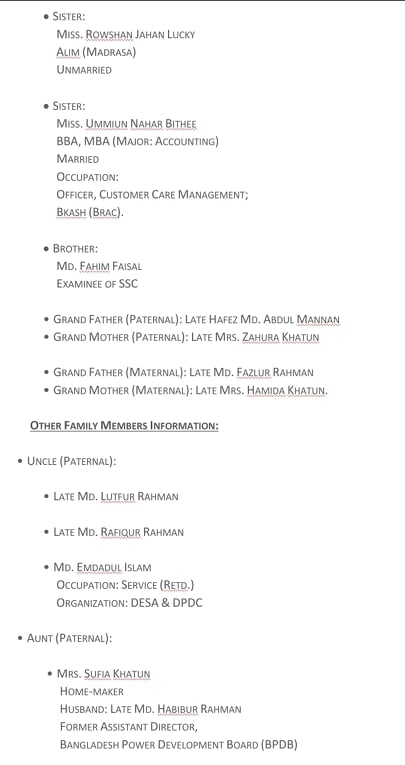 • Sister:
Miss. Rowshan Jahan Lucky
Alim (Madrasa)
Unmarried
• Sister:
Miss. Ummiun Nahar Bithee
BBA, MBA (Major: Accounting)
Married
Occupation:
Officer, Customer Care Management;
Bkash (Brac).
• Brother:
Md. Fahim Faisal
Examinee of SSC
• Grand Father (Paternal): Late Hafez Md. Abdul Mannan
• Grand Mother (Paternal): Late Mrs. Zahura Khatun
• Grand Father (Maternal): Late Md. Fazlur Rahman
• Grand Mother (Maternal): Late Mrs. Hamida Khatun.
Other Family Members Information:
• Uncle (Paternal):
• Late Md. Lutfur Rahman
• Late Md. Rafiqur Rahman
• Md. Emdadul Islam
Occupation: Service (Retd.)
Organization: DESA & DPDC
• Aunt (Paternal):
• Mrs. Sufia Khatun
Home-maker
Husband: Late Md. Habibur Rahman
Former Assistant Director,
Bangladesh Power Development Board (BPDB)